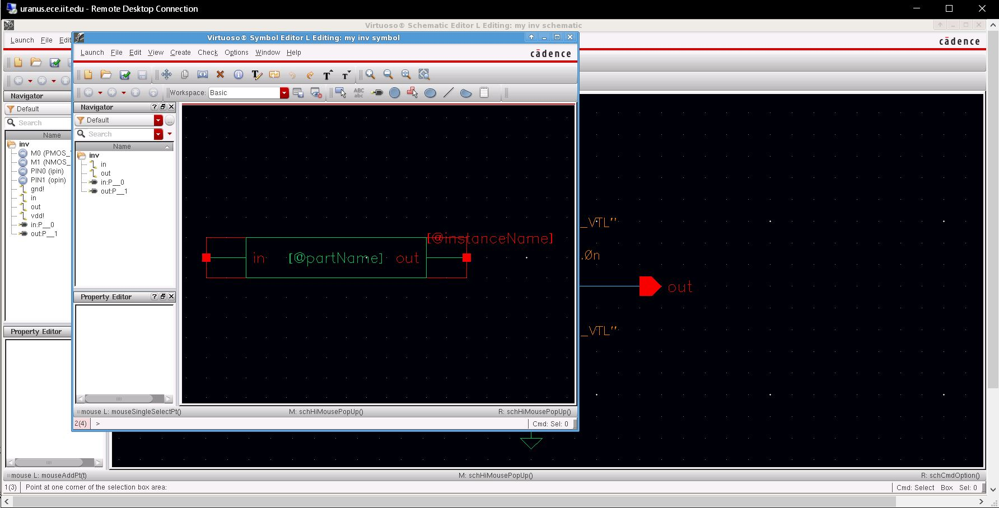 uranus.ece.iit.edu - Remote Desktop Connection
Virtuoso® Schematic Editor L Editing: my inv schematic
Launch File Edit
cādence
Navigator
Default
Search
Name
inv
M0 (PMOS_
M1 (NMOS_
PIN0 (ipin)
PIN1 (opin)
gnd!
in
out
vdd!
in:P__0
out:P__1
Property Editor
Virtuoso® Symbol Editor L Editing: my inv symbol
Launch File Edit View Create Check Options Window Help
cādence
T T T
Workspace: Basic
ABC
abc
Navigator
Default
...
Search
Name
inv
in
out
in:P__0
out:P__1
Property Editor
[@instanceName]
in [@partName] out
mouse L: mouseSingleSelectPt() M: schHiMousePopUp() R: schHiMousePopUp()
2(4) > Cmd: Sel: 0
_VTL"
.0n
out
_VTL"
mouse L: mouseAddPt(t) M: schHiMousePopUp() R: schCmdOption()
1(3) Point at one corner of the selection box area: Cmd: Select Box Sel: 0